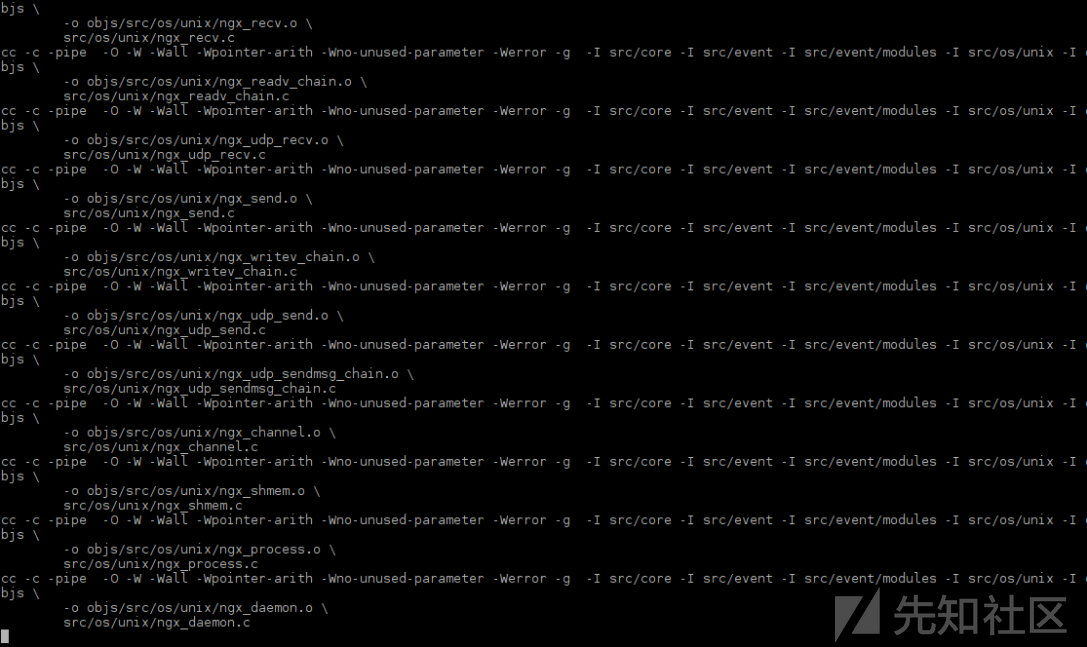 bjs \
-o objs/src/os/unix/ngx_recv.o \
src/os/unix/ngx_recv.c
cc -c -pipe  -O -W -Wall -Wpointer-arith -Wno-unused-parameter -Werror -g  -I src/core -I src/event -I src/event/modules -I src/os/unix -I o
bjs \
-o objs/src/os/unix/ngx_readv_chain.o \
src/os/unix/ngx_readv_chain.c
cc -c -pipe  -O -W -Wall -Wpointer-arith -Wno-unused-parameter -Werror -g  -I src/core -I src/event -I src/event/modules -I src/os/unix -I o
bjs \
-o objs/src/os/unix/ngx_udp_recv.o \
src/os/unix/ngx_udp_recv.c
cc -c -pipe  -O -W -Wall -Wpointer-arith -Wno-unused-parameter -Werror -g  -I src/core -I src/event -I src/event/modules -I src/os/unix -I o
bjs \
-o objs/src/os/unix/ngx_send.o \
src/os/unix/ngx_send.c
cc -c -pipe  -O -W -Wall -Wpointer-arith -Wno-unused-parameter -Werror -g  -I src/core -I src/event -I src/event/modules -I src/os/unix -I o
bjs \
-o objs/src/os/unix/ngx_writev_chain.o \
src/os/unix/ngx_writev_chain.c
cc -c -pipe  -O -W -Wall -Wpointer-arith -Wno-unused-parameter -Werror -g  -I src/core -I src/event -I src/event/modules -I src/os/unix -I o
bjs \
-o objs/src/os/unix/ngx_udp_send.o \
src/os/unix/ngx_udp_send.c
cc -c -pipe  -O -W -Wall -Wpointer-arith -Wno-unused-parameter -Werror -g  -I src/core -I src/event -I src/event/modules -I src/os/unix -I o
bjs \
-o objs/src/os/unix/ngx_udp_sendmsg_chain.o \
src/os/unix/ngx_udp_sendmsg_chain.c
cc -c -pipe  -O -W -Wall -Wpointer-arith -Wno-unused-parameter -Werror -g  -I src/core -I src/event -I src/event/modules -I src/os/unix -I o
bjs \
-o objs/src/os/unix/ngx_channel.o \
src/os/unix/ngx_channel.c
cc -c -pipe  -O -W -Wall -Wpointer-arith -Wno-unused-parameter -Werror -g  -I src/core -I src/event -I src/event/modules -I src/os/unix -I o
bjs \
-o objs/src/os/unix/ngx_shmem.o \
src/os/unix/ngx_shmem.c
cc -c -pipe  -O -W -Wall -Wpointer-arith -Wno-unused-parameter -Werror -g  -I src/core -I src/event -I src/event/modules -I src/os/unix -I o
bjs \
-o objs/src/os/unix/ngx_process.o \
src/os/unix/ngx_process.c
cc -c -pipe  -O -W -Wall -Wpointer-arith -Wno-unused-parameter -Werror -g  -I src/core -I src/event -I src/event/modules -I src/os/unix -I o
bjs \
-o objs/src/os/unix/ngx_daemon.o \
src/os/unix/ngx_daemon.c
先知社区